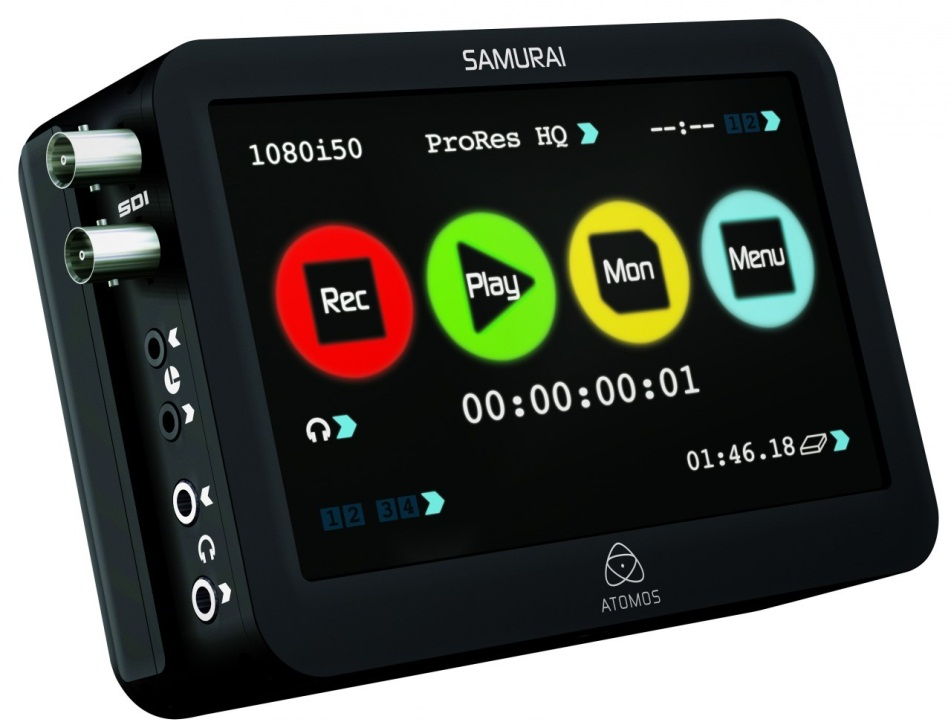 SAMURAI
1080i50 ProRes HQ --:-- 12
SDI
Rec Play Mon Menu
00:00:00:01
01:46.18
12 34
ATOMOS